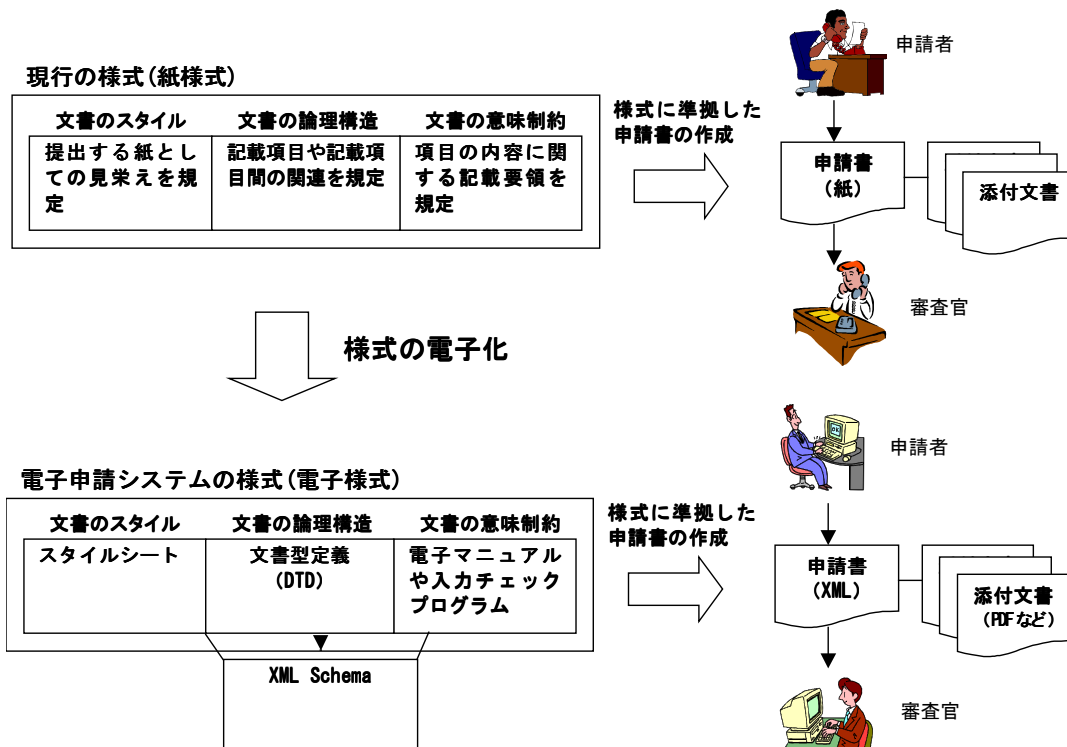 申請者
現行の様式(紙様式)
文書のスタイル
文書の論理構造
文書の意味制約
提出する紙とし
ての見栄えを規
定
記載項目や記載項
目間の関連を規定
項目の内容に関
する記載要領を
規定
様式に準拠した
申請書の作成
申請書
(紙)
添付文書
審査官
様式の電子化
申請者
電子申請システムの様式(電子様式)
文書のスタイル
文書の論理構造
文書の意味制約
スタイルシート
文書型定義
(DTD)
電子マニュアル
や入力チェック
プログラム
様式に準拠した
申請書の作成
申請書
(XML)
添付文書
(PDFなど)
XML Schema
審査官